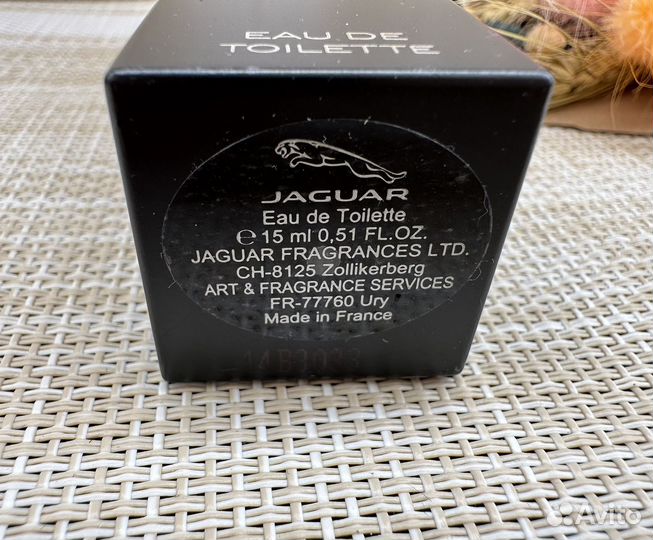 EAU DE
TOILETTE
JAGUAR
Eau de Toilette
℮ 15 ml 0,51 FL.OZ.
JAGUAR FRAGRANCES LTD.
CH-8125 Zollikerberg
ART & FRAGRANCE SERVICES
FR-77760 Ury
Made in France
Avito